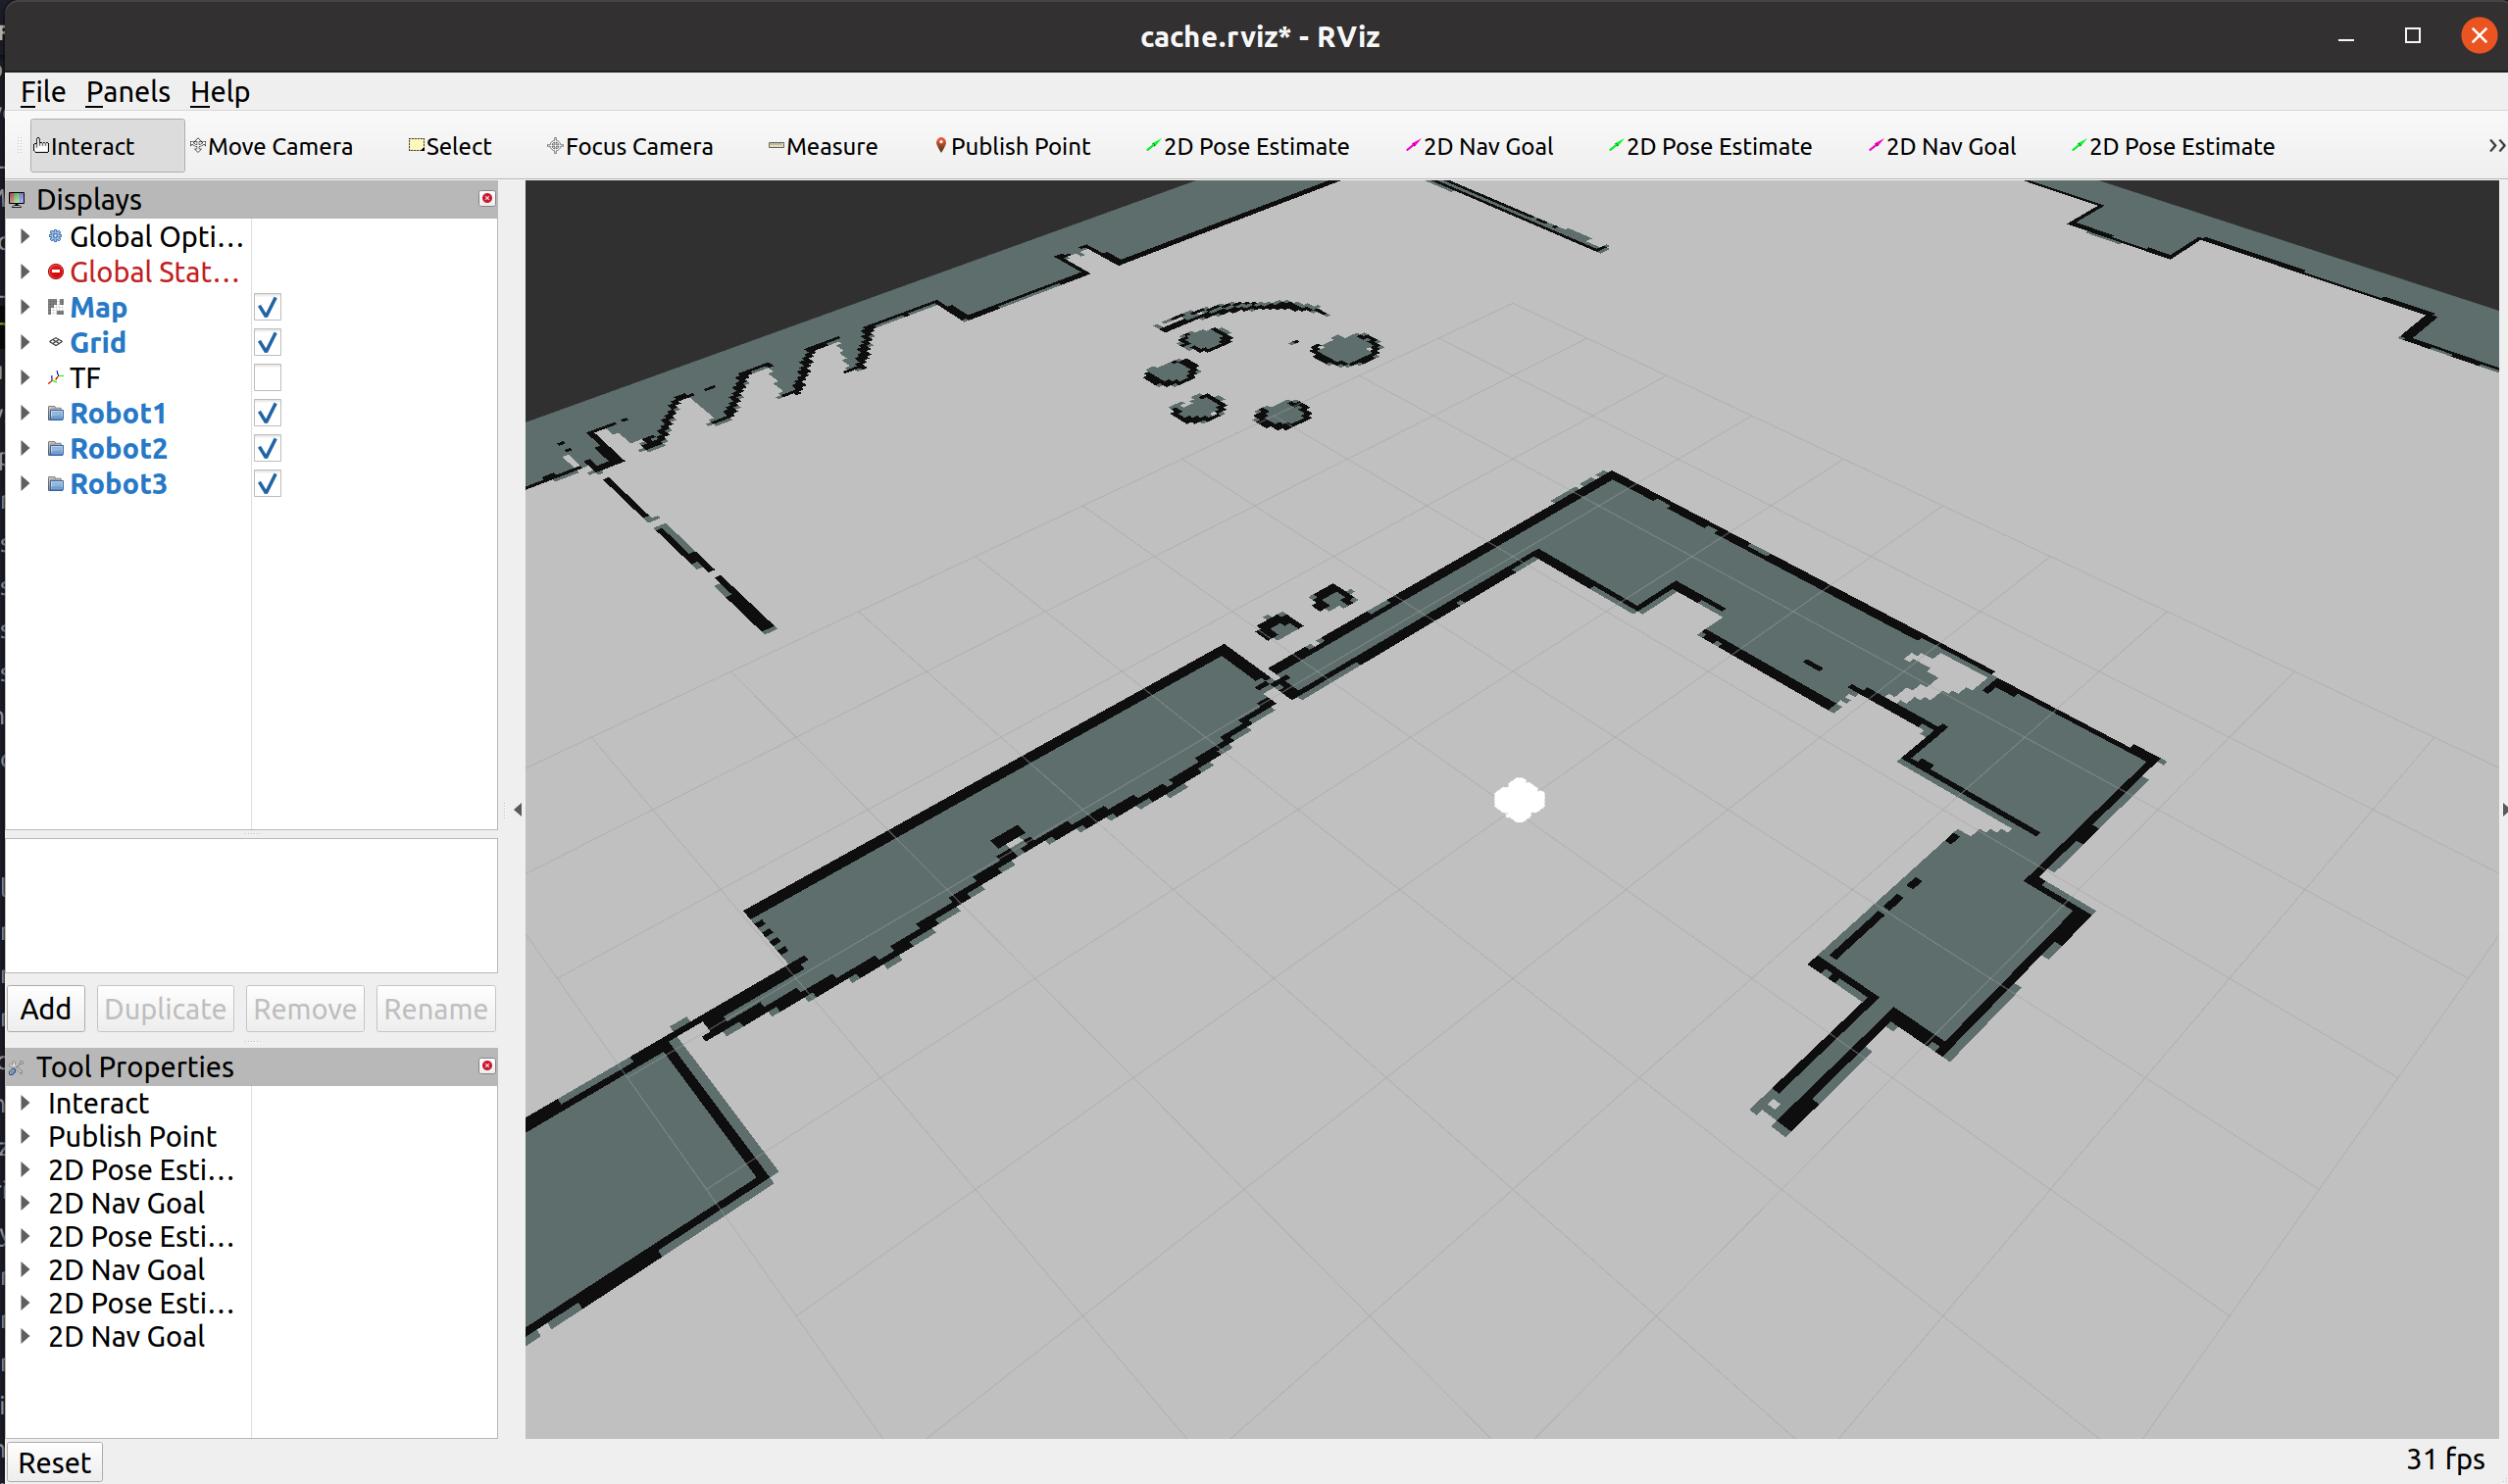 cache.rviz* - RViz
File Panels Help
Interact Move Camera Select Focus Camera Measure Publish Point 2D Pose Estimate 2D Nav Goal 2D Pose Estimate 2D Nav Goal 2D Pose Estimate
Displays
Global Opti...
Global Stat...
Map
Grid
TF
Robot1
Robot2
Robot3
Add Duplicate Remove Rename
Tool Properties
Interact
Publish Point
2D Pose Esti...
2D Nav Goal
2D Pose Esti...
2D Nav Goal
2D Pose Esti...
2D Nav Goal
Reset
31 fps